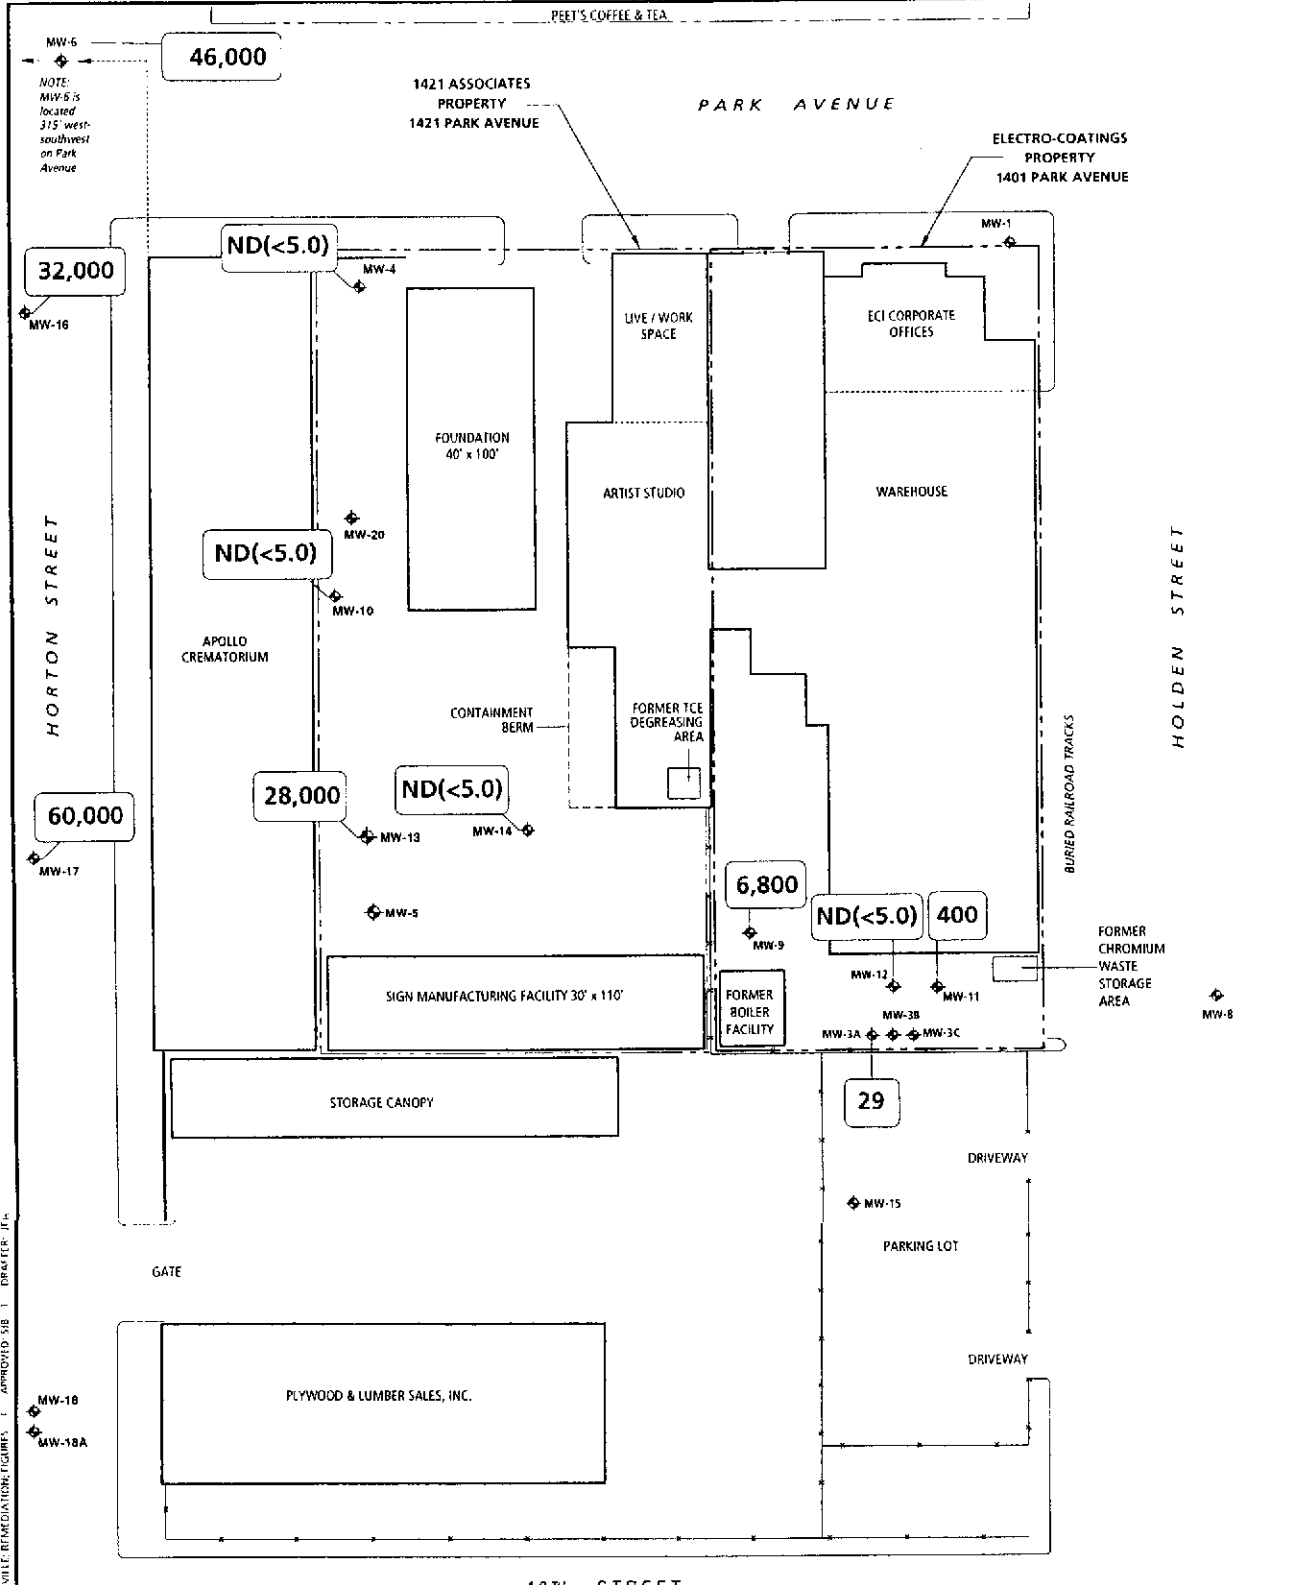 PEET'S COFFEE & TEA
MW-6
46,000
NOTE:
MW-6 is
located
315' west-
southwest
on Park
Avenue
1421 ASSOCIATES
PROPERTY
1421 PARK AVENUE
PARK AVENUE
ELECTRO-COATINGS
PROPERTY
1401 PARK AVENUE
MW-1
ND(<5.0)
MW-4
32,000
MW-16
LIVE / WORK
SPACE
ECI CORPORATE
OFFICES
FOUNDATION
40' x 100'
ARTIST STUDIO
WAREHOUSE
HORTON STREET
HOLDEN STREET
MW-20
ND(<5.0)
MW-10
APOLLO
CREMATORIUM
CONTAINMENT
BERM
FORMER TCE
DEGREASING
AREA
BURIED RAILROAD TRACKS
28,000
MW-13
ND(<5.0)
MW-14
60,000
MW-17
MW-5
6,800
MW-9
ND(<5.0)
MW-12
400
MW-11
FORMER
CHROMIUM
WASTE
STORAGE
AREA
MW-8
SIGN MANUFACTURING FACILITY 30' x 110'
FORMER
BOILER
FACILITY
MW-3B
MW-3A
MW-3C
29
STORAGE CANOPY
DRIVEWAY
MW-15
PARKING LOT
GATE
DRIVEWAY
PLYWOOD & LUMBER SALES, INC.
MW-18
MW-18A
REMEDIATION: FIGURES APPROVED: SJB DRAFTER:
STREET